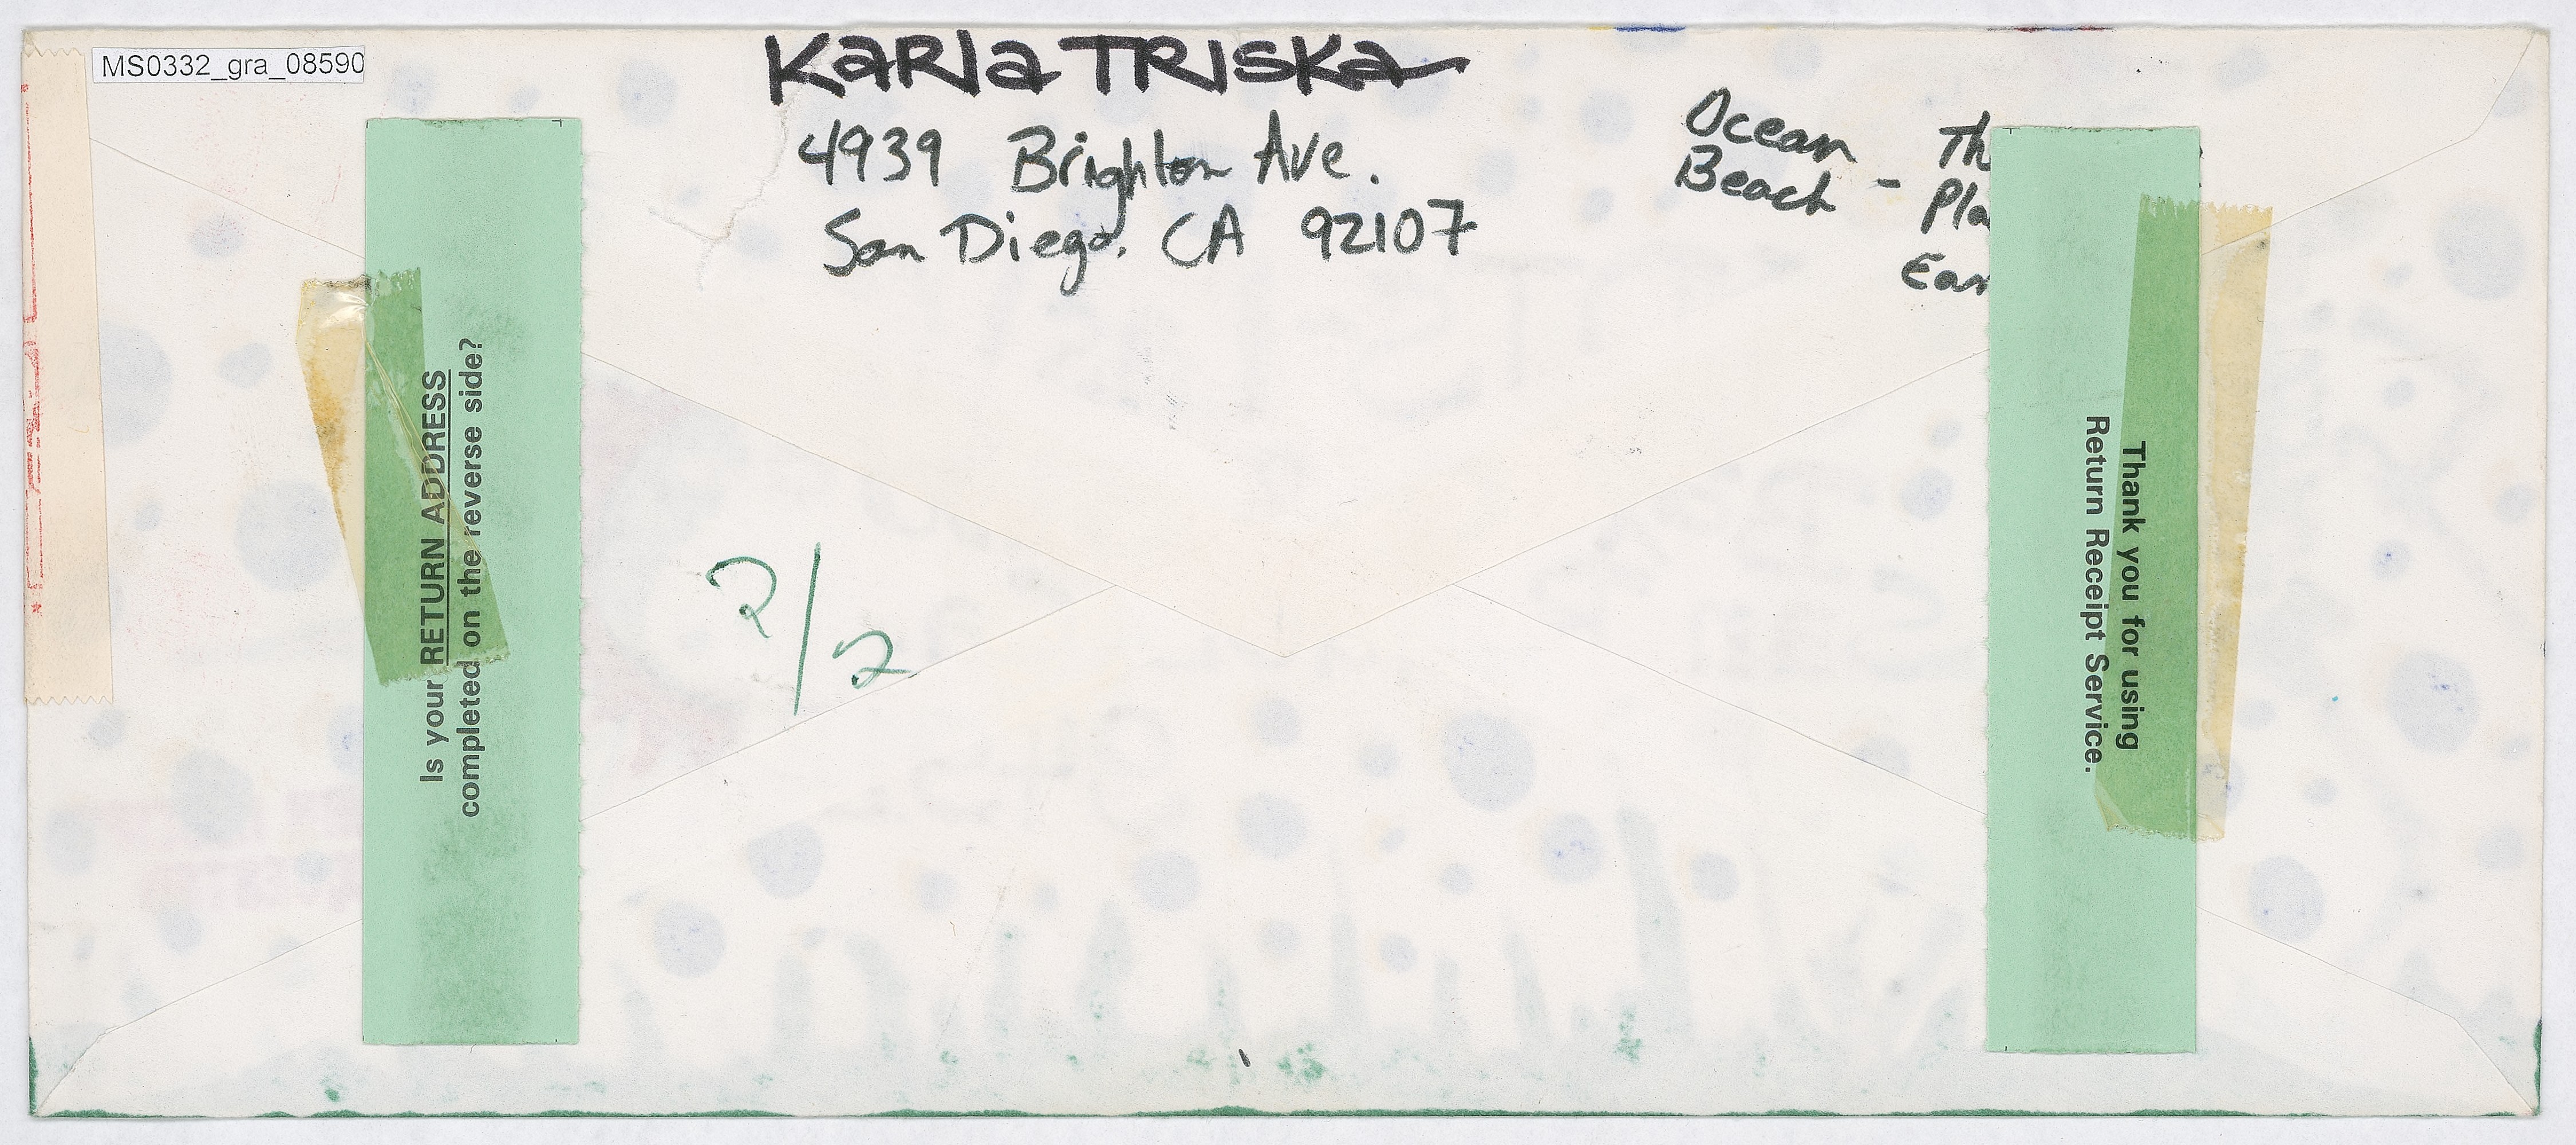 MS0332_gra_08590
KaRla TRIsKa
4939 Brighton Ave.
San Diego. CA 92107
Ocean
Beach -
Is your RETURN ADDRESS
completed on the reverse side?
2/2
Thank you for using
Return Receipt Service.